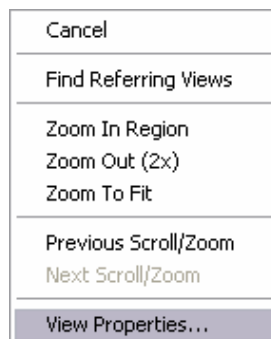 Cancel
Find Referring Views
Zoom In Region
Zoom Out (2x)
Zoom To Fit
Previous Scroll/Zoom
Next Scroll/Zoom
View Properties...